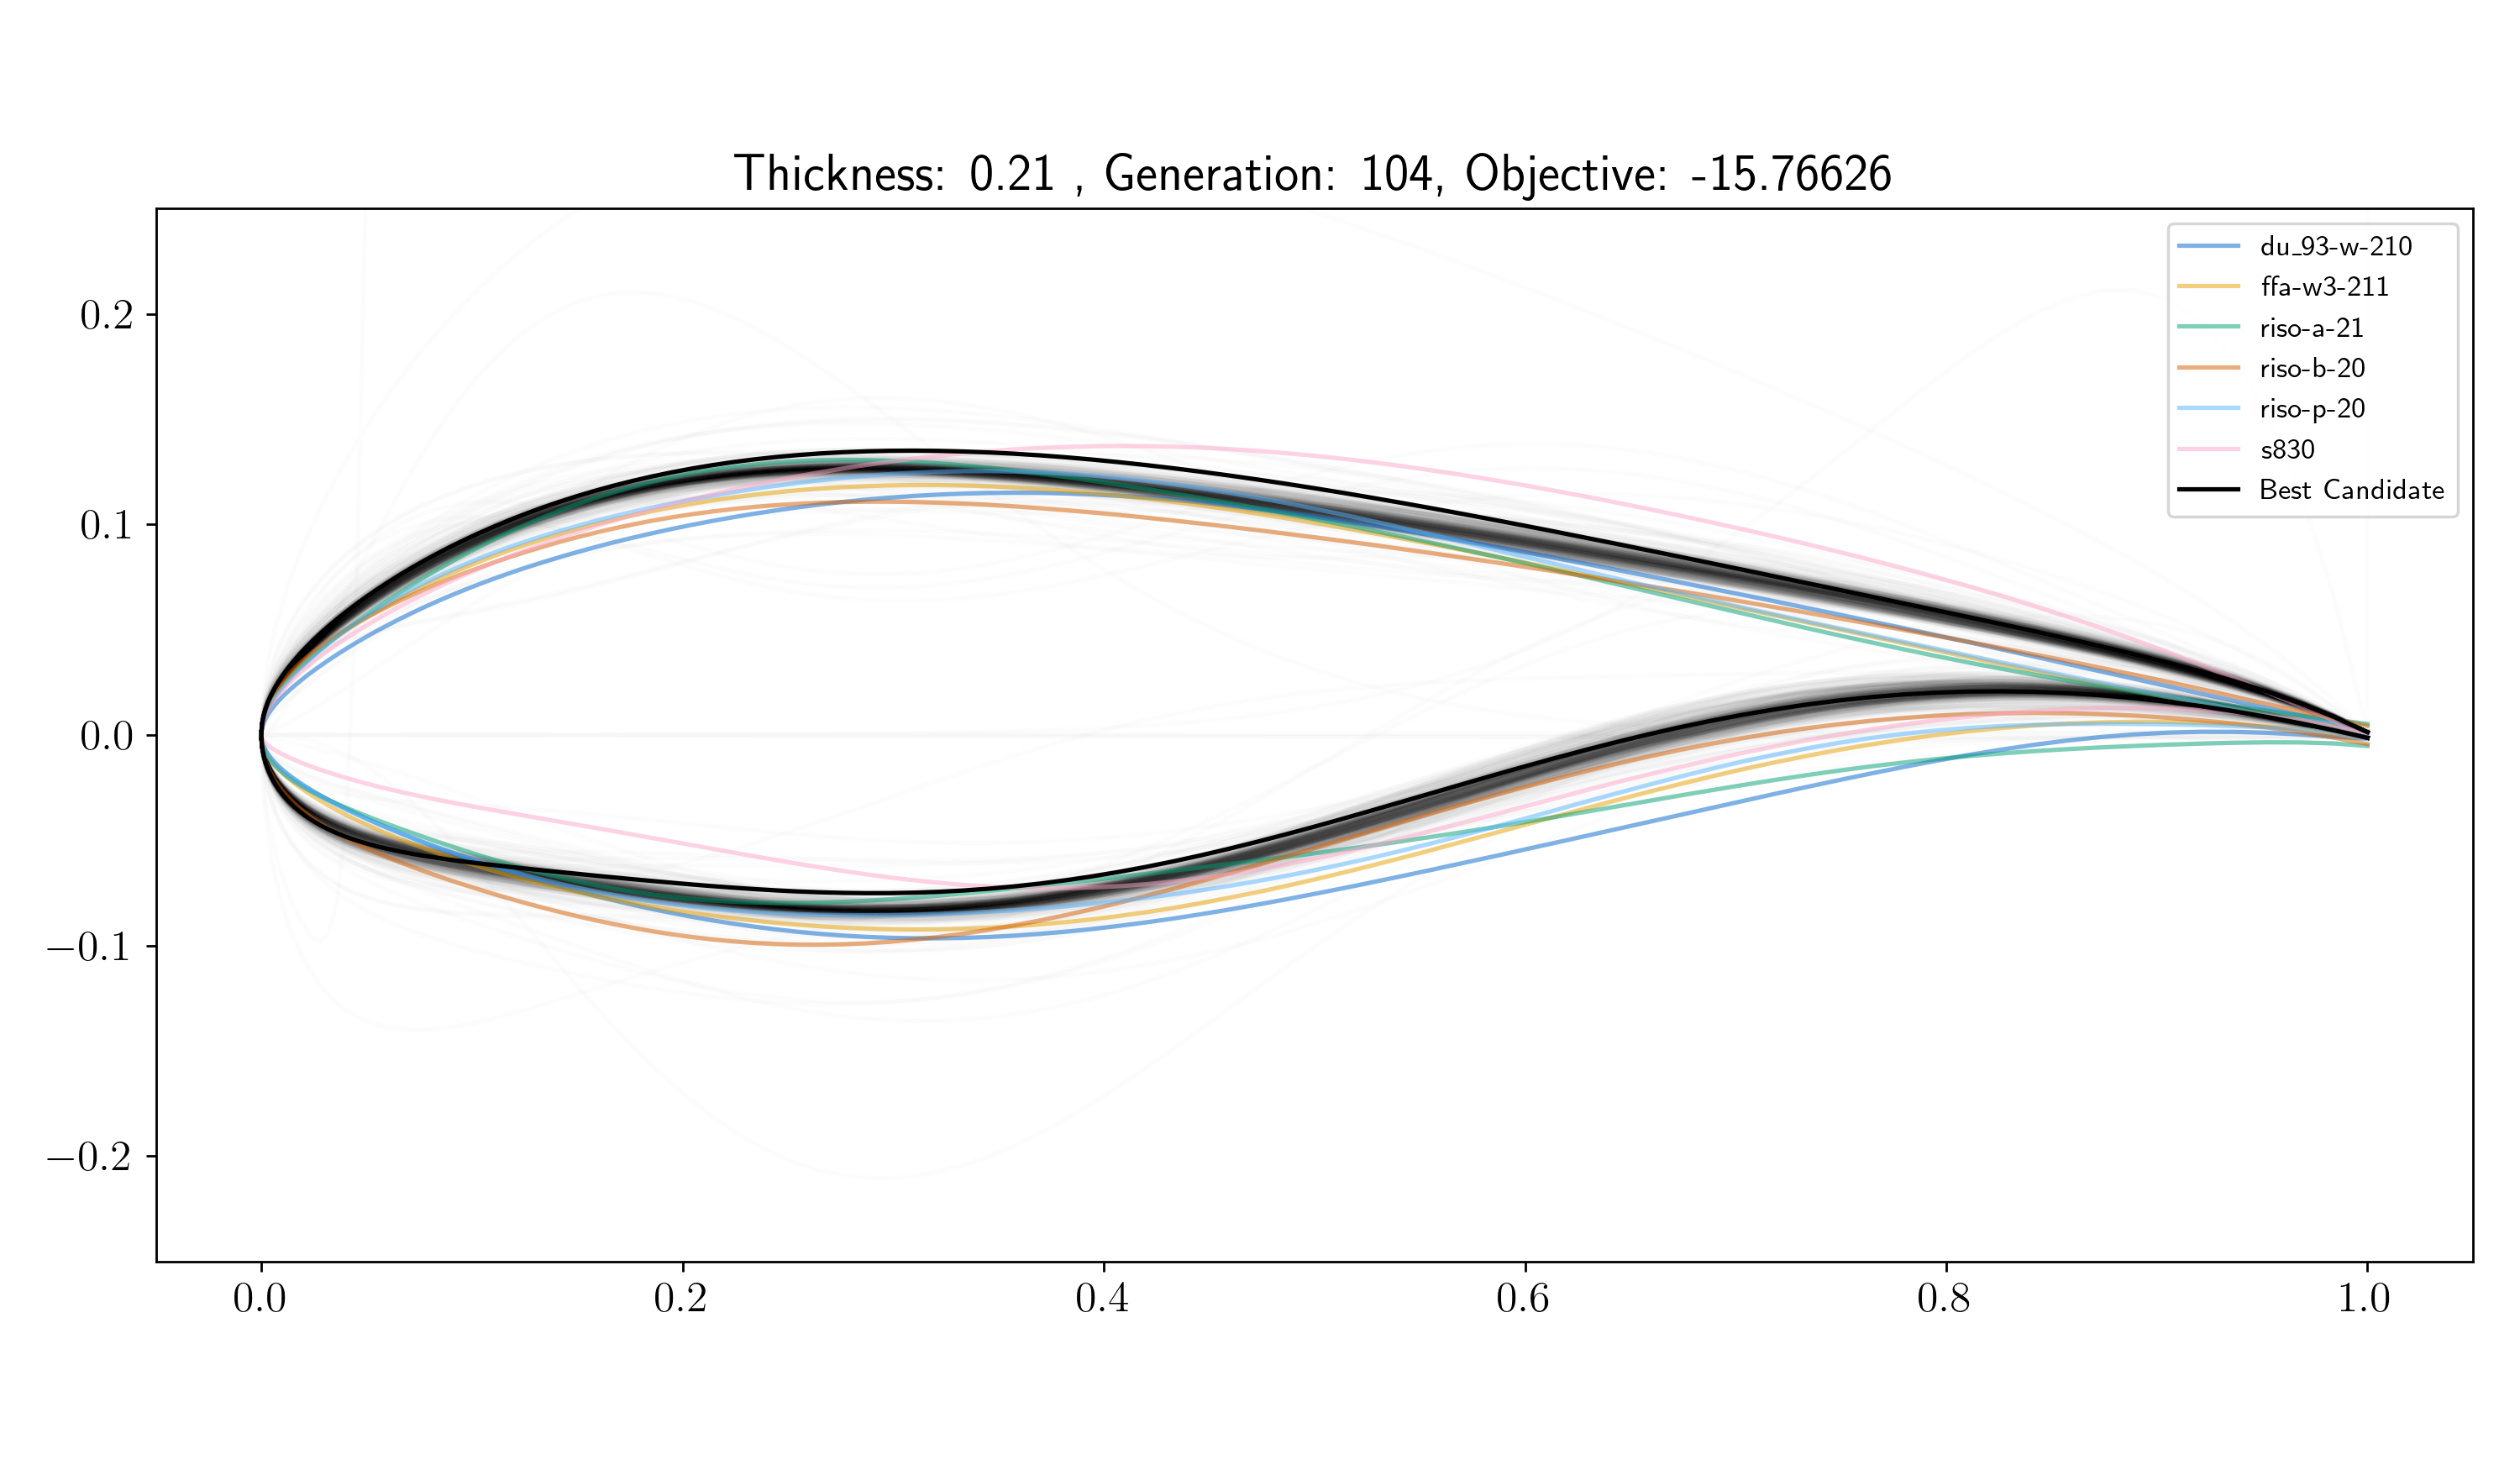 Thickness: 0.21 , Generation: 104, Objective: -15.76626
du_93-w-210
ffa-w3-211
riso-a-21
riso-b-20
riso-p-20
s830
Best Candidate
0.2
0.1
0.0
−0.1
−0.2
0.0 0.2 0.4 0.6 0.8 1.0